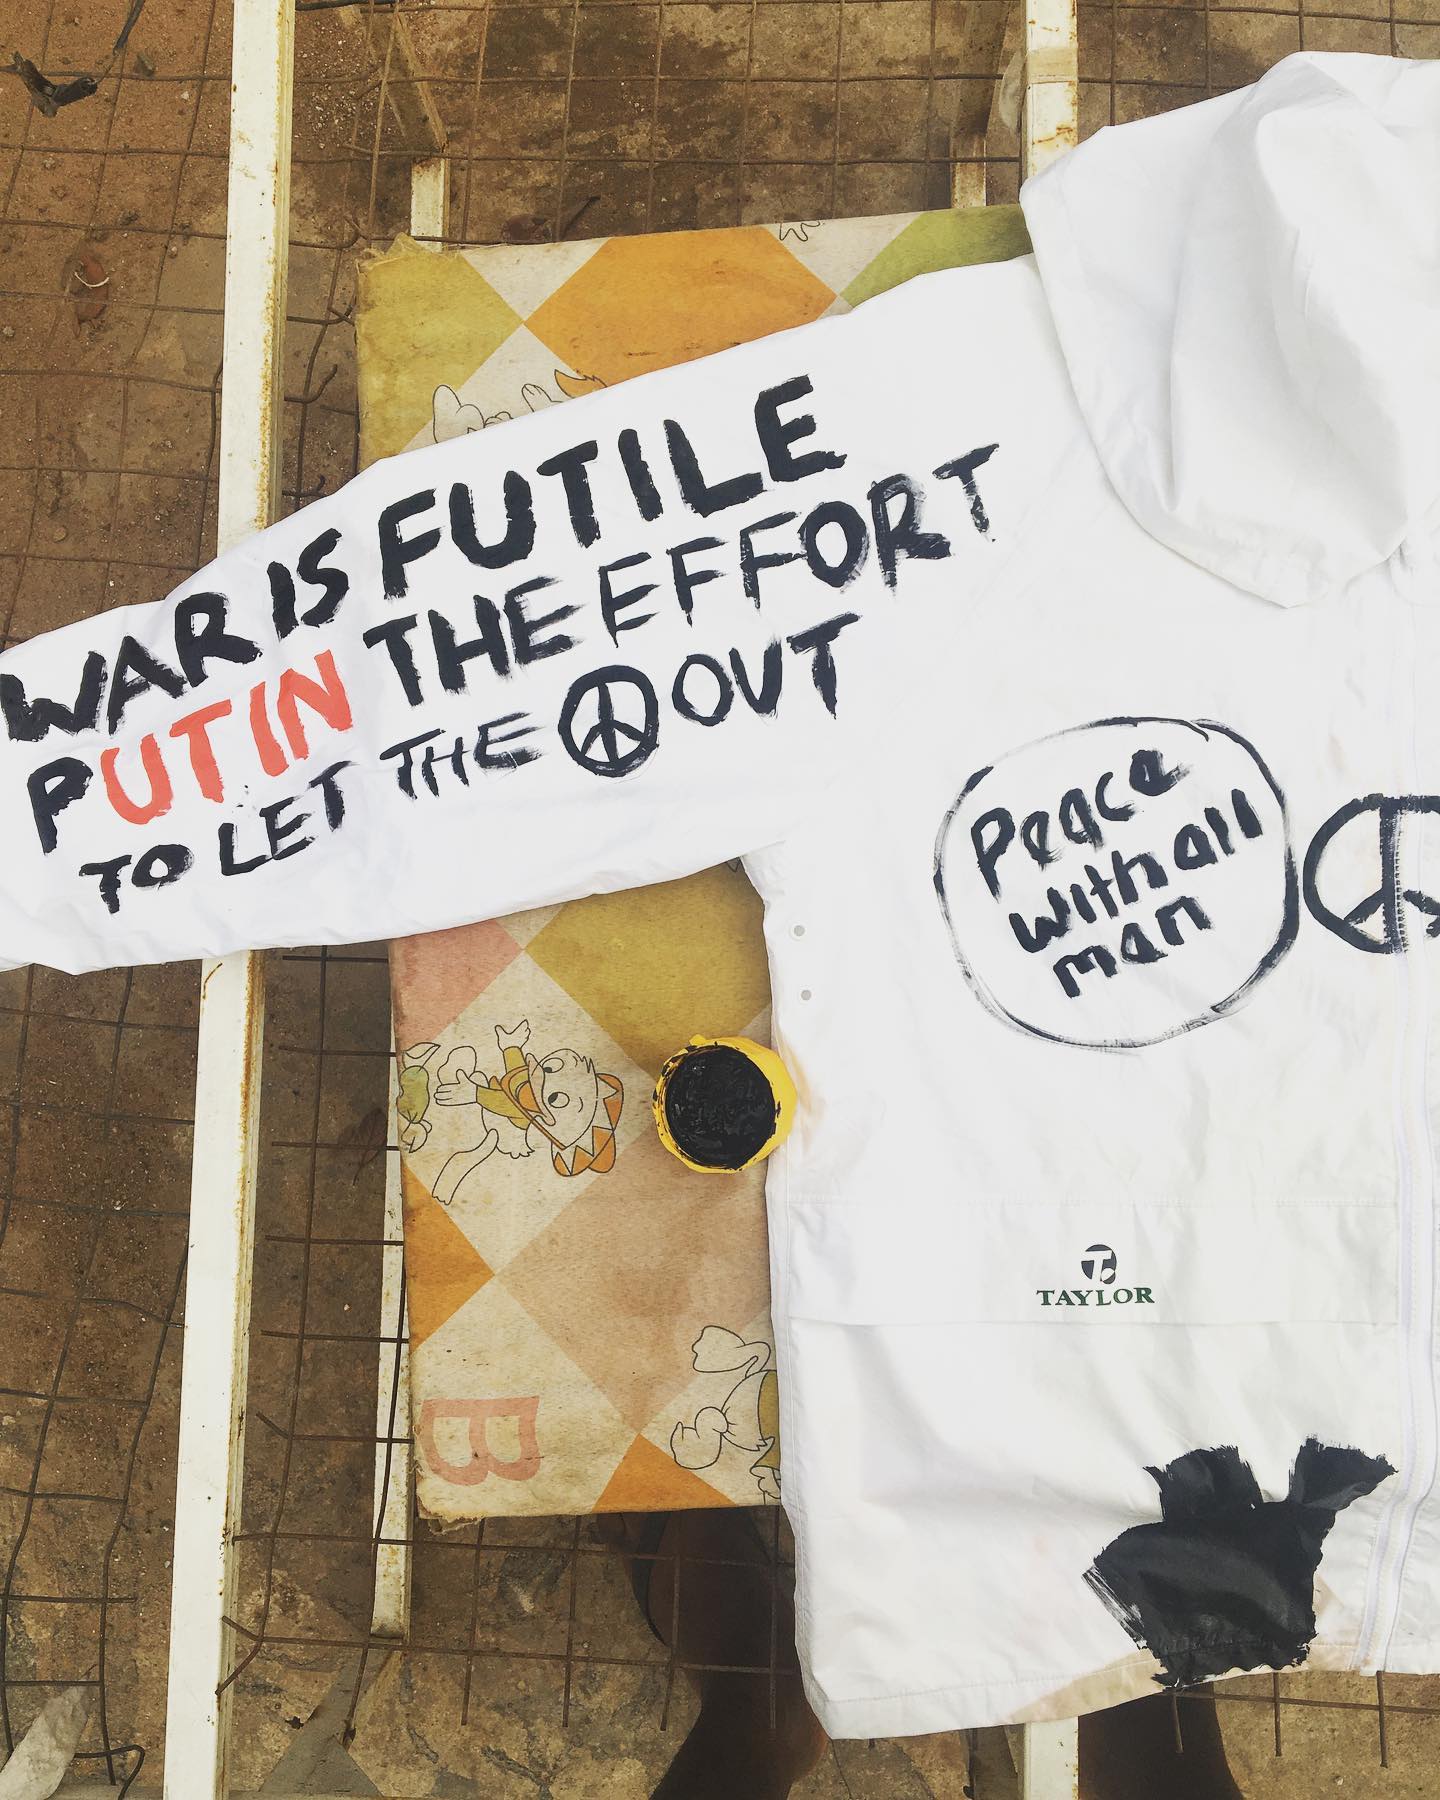 WAR IS FUTILE
PUTIN THE EFFORT
TO LET THE ☮ OUT
Peace
with all
man
T
TAYLOR
B